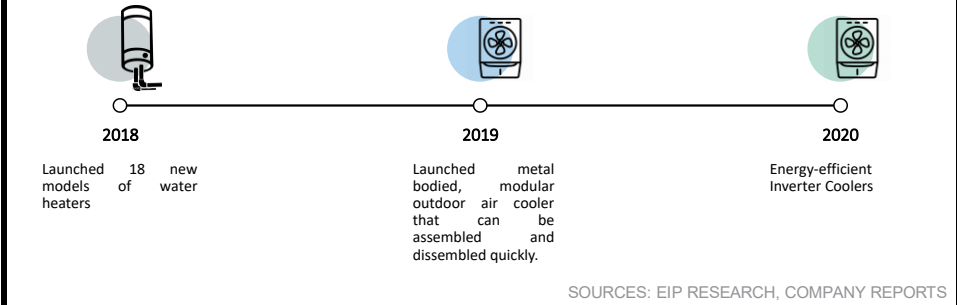 2018
Launched 18 new
models of water
heaters
2019
Launched metal
bodied, modular
outdoor air cooler
that can be
assembled and
dissembled quickly.
2020
Energy-efficient
Inverter Coolers
SOURCES: EIP RESEARCH, COMPANY REPORTS